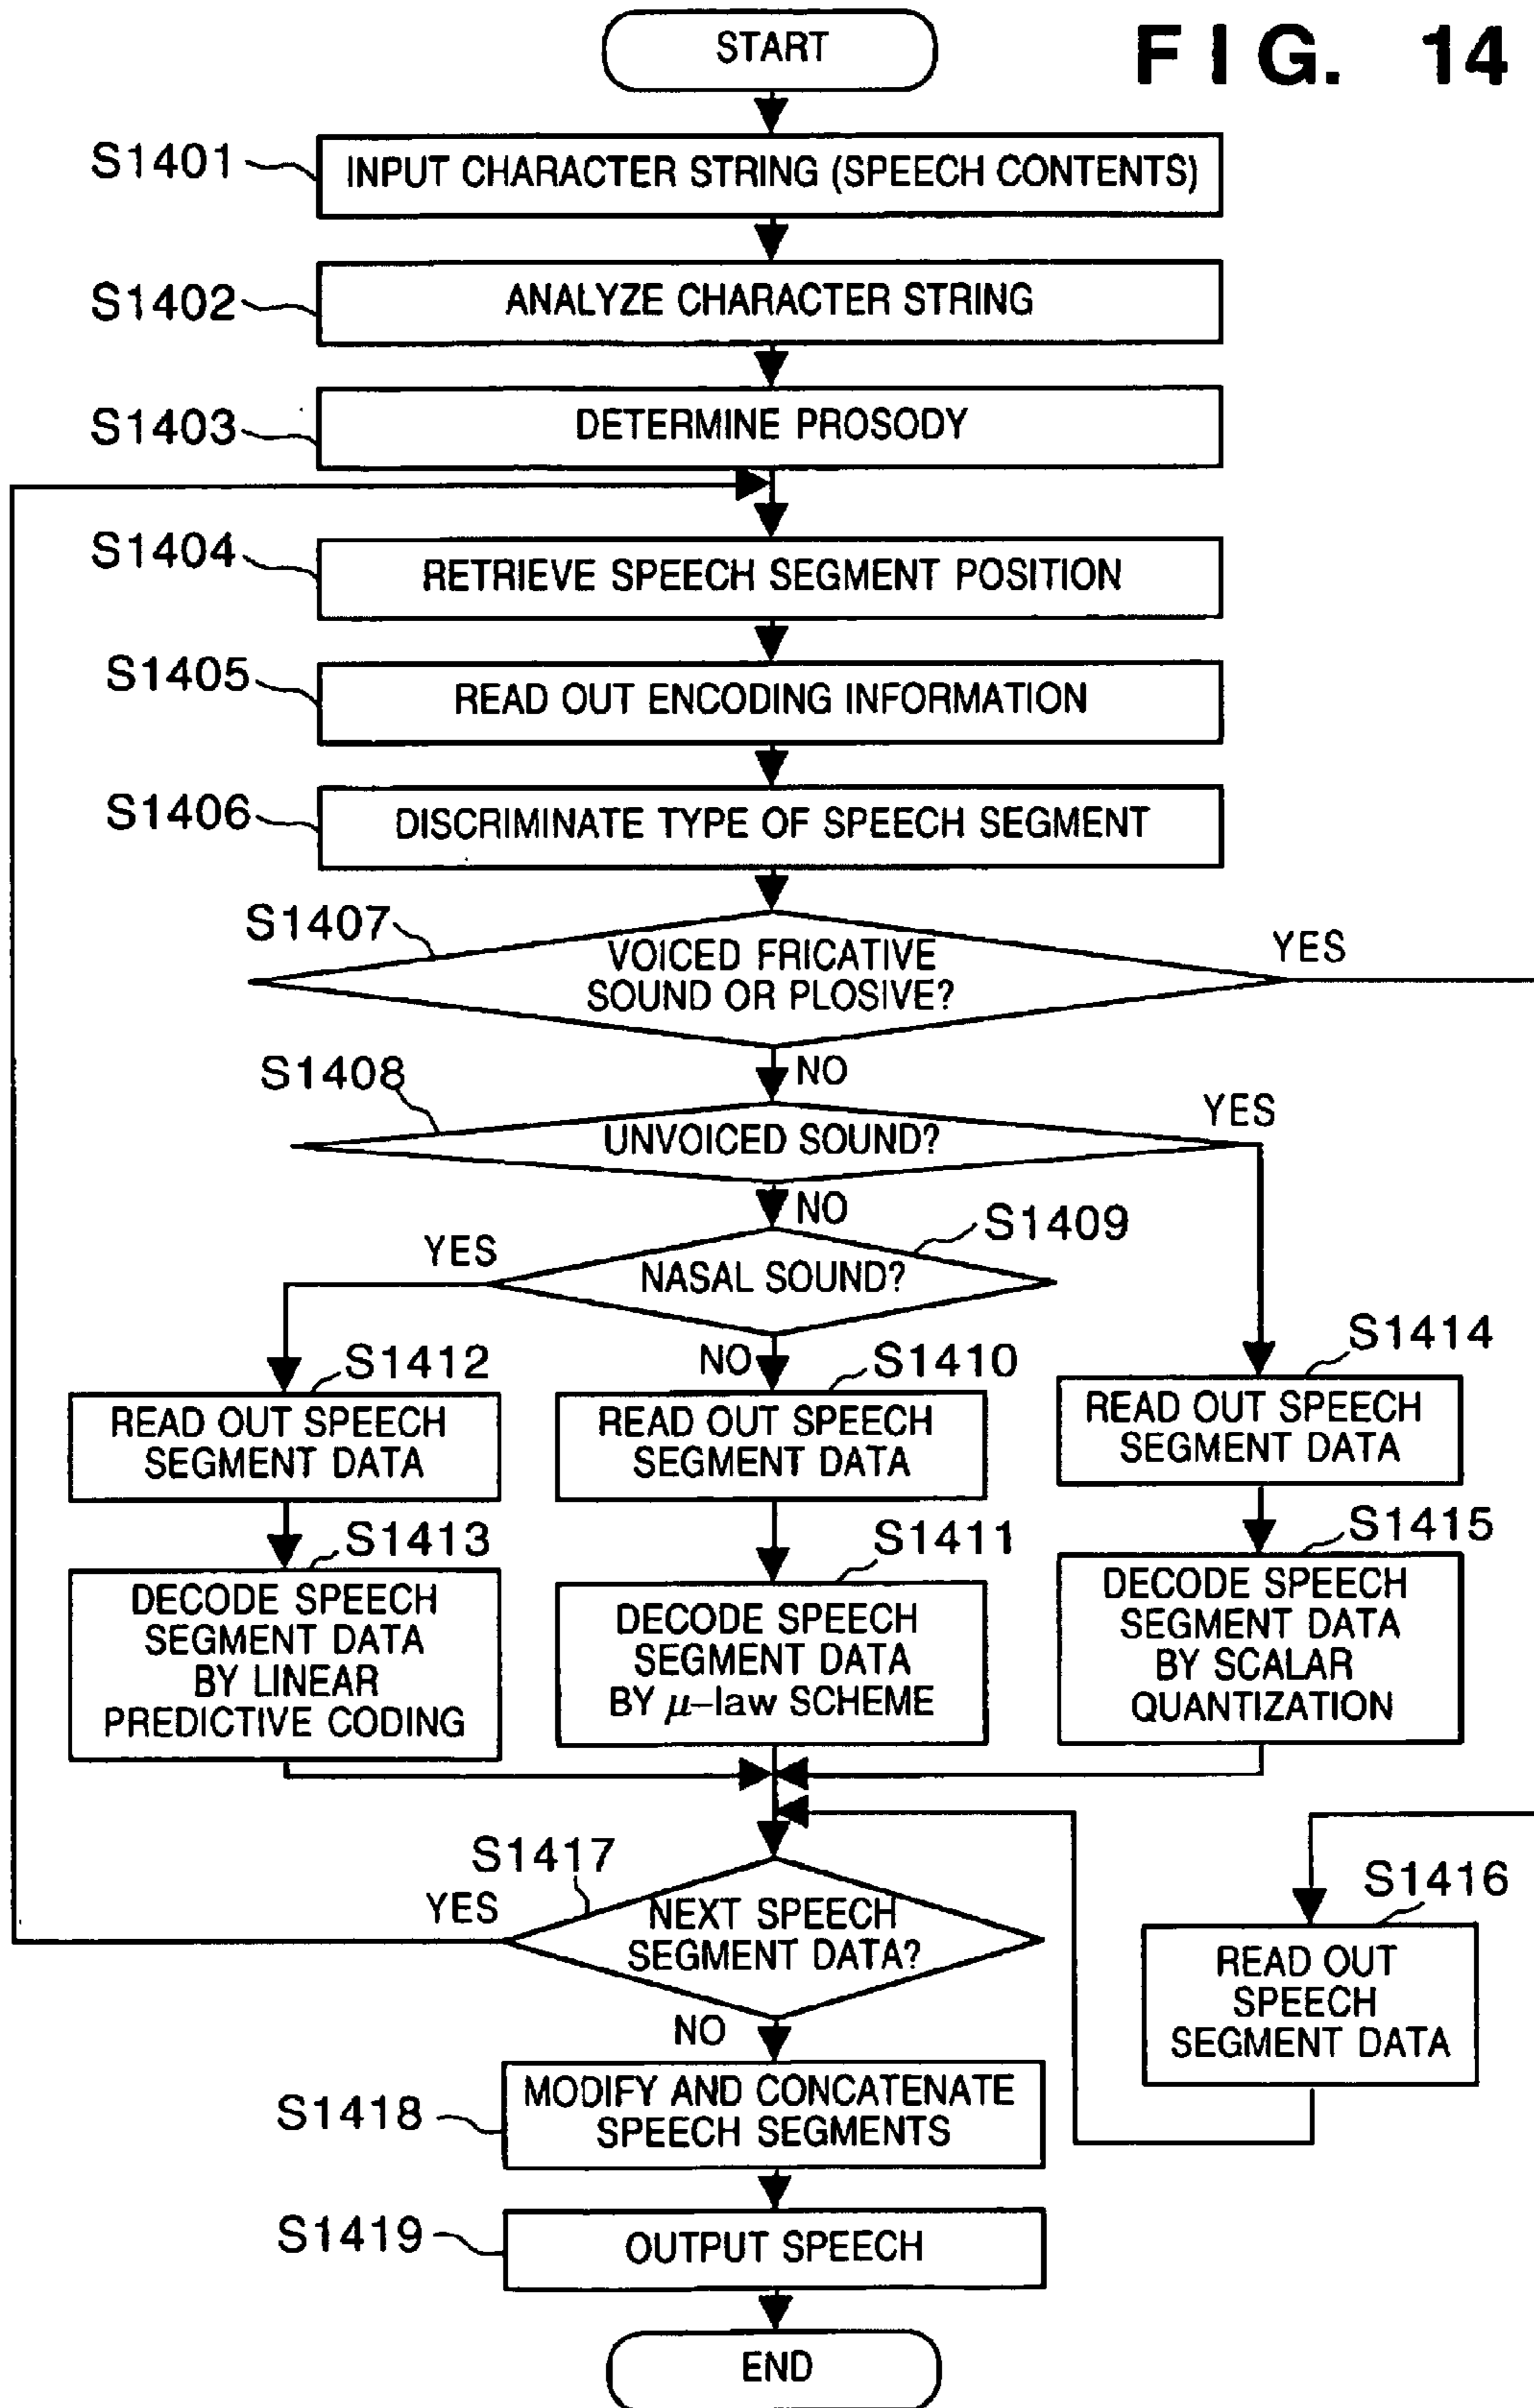 START
FIG. 14
S1401
INPUT CHARACTER STRING (SPEECH CONTENTS)
S1402
ANALYZE CHARACTER STRING
S1403
DETERMINE PROSODY
S1404
RETRIEVE SPEECH SEGMENT POSITION
S1405
READ OUT ENCODING INFORMATION
S1406
DISCRIMINATE TYPE OF SPEECH SEGMENT
S1407
VOICED FRICATIVE
SOUND OR PLOSIVE?
YES
NO
S1408
UNVOICED SOUND?
YES
NO
S1409
NASAL SOUND?
YES
NO
S1412
READ OUT SPEECH
SEGMENT DATA
S1410
READ OUT SPEECH
SEGMENT DATA
S1414
READ OUT SPEECH
SEGMENT DATA
S1413
DECODE SPEECH
SEGMENT DATA
BY LINEAR
PREDICTIVE CODING
S1411
DECODE SPEECH
SEGMENT DATA
BY μ–law SCHEME
S1415
DECODE SPEECH
SEGMENT DATA
BY SCALAR
QUANTIZATION
S1417
NEXT SPEECH
SEGMENT DATA?
YES
NO
S1416
READ OUT
SPEECH
SEGMENT DATA
S1418
MODIFY AND CONCATENATE
SPEECH SEGMENTS
S1419
OUTPUT SPEECH
END